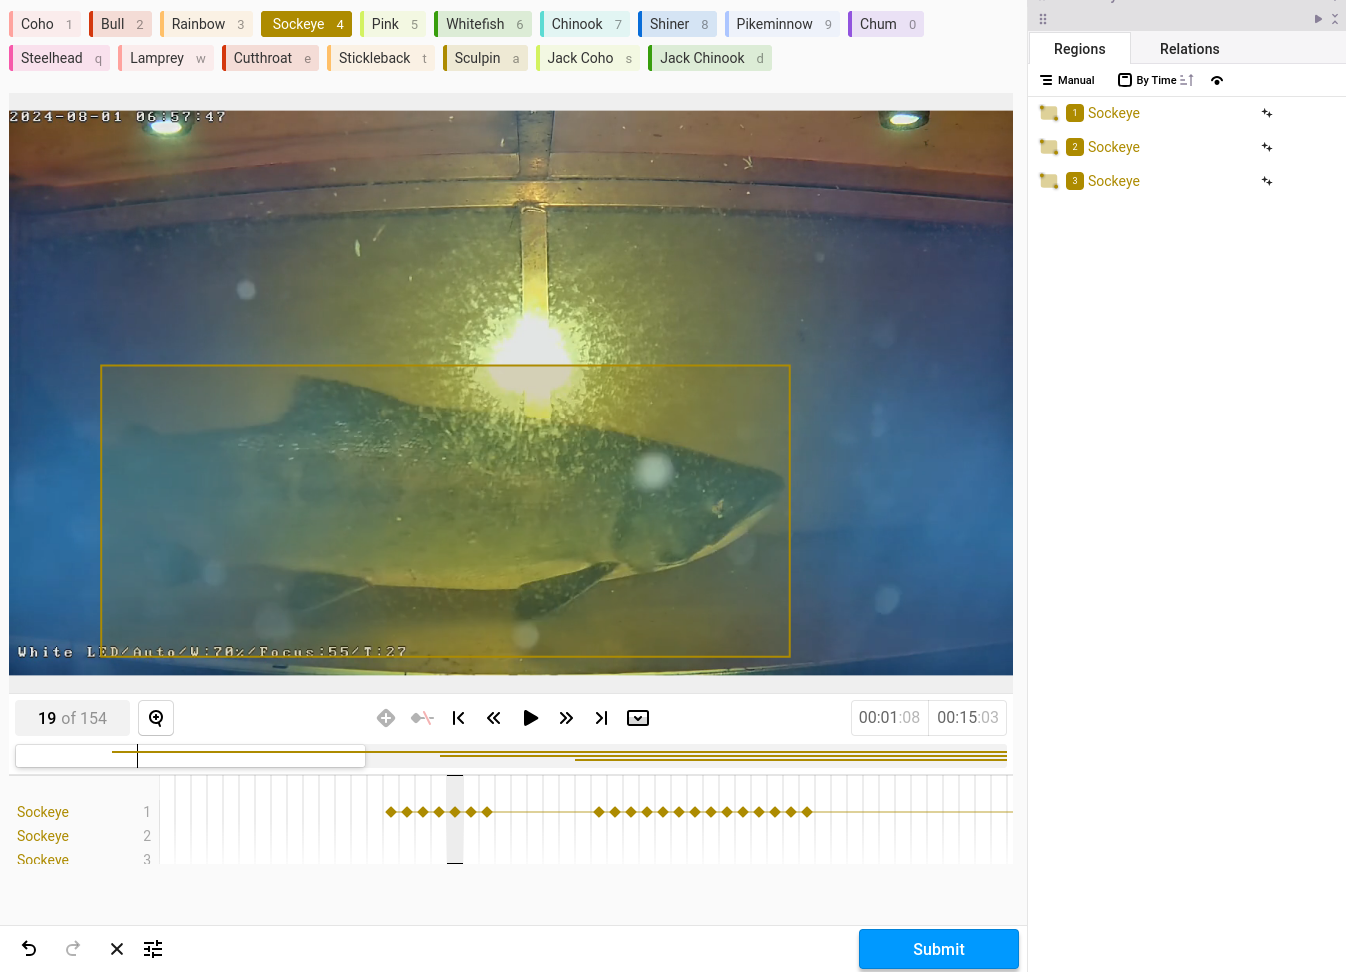 Coho 1 Bull 2 Rainbow 3 Sockeye 4 Pink 5 Whitefish 6 Chinook 7 Shiner 8 Pikeminnow 9 Chum 0
Steelhead q Lamprey w Cutthroat e Stickleback t Sculpin a Jack Coho s Jack Chinook d
2024-08-01 06:57:47
White LED/Auto/W:70%/Focus:55/T:27
19 of 154
00:01:08 00:15:03
Sockeye 1
Sockeye 2
Sockeye 3
Submit
Regions Relations
Manual By Time
1 Sockeye
2 Sockeye
3 Sockeye